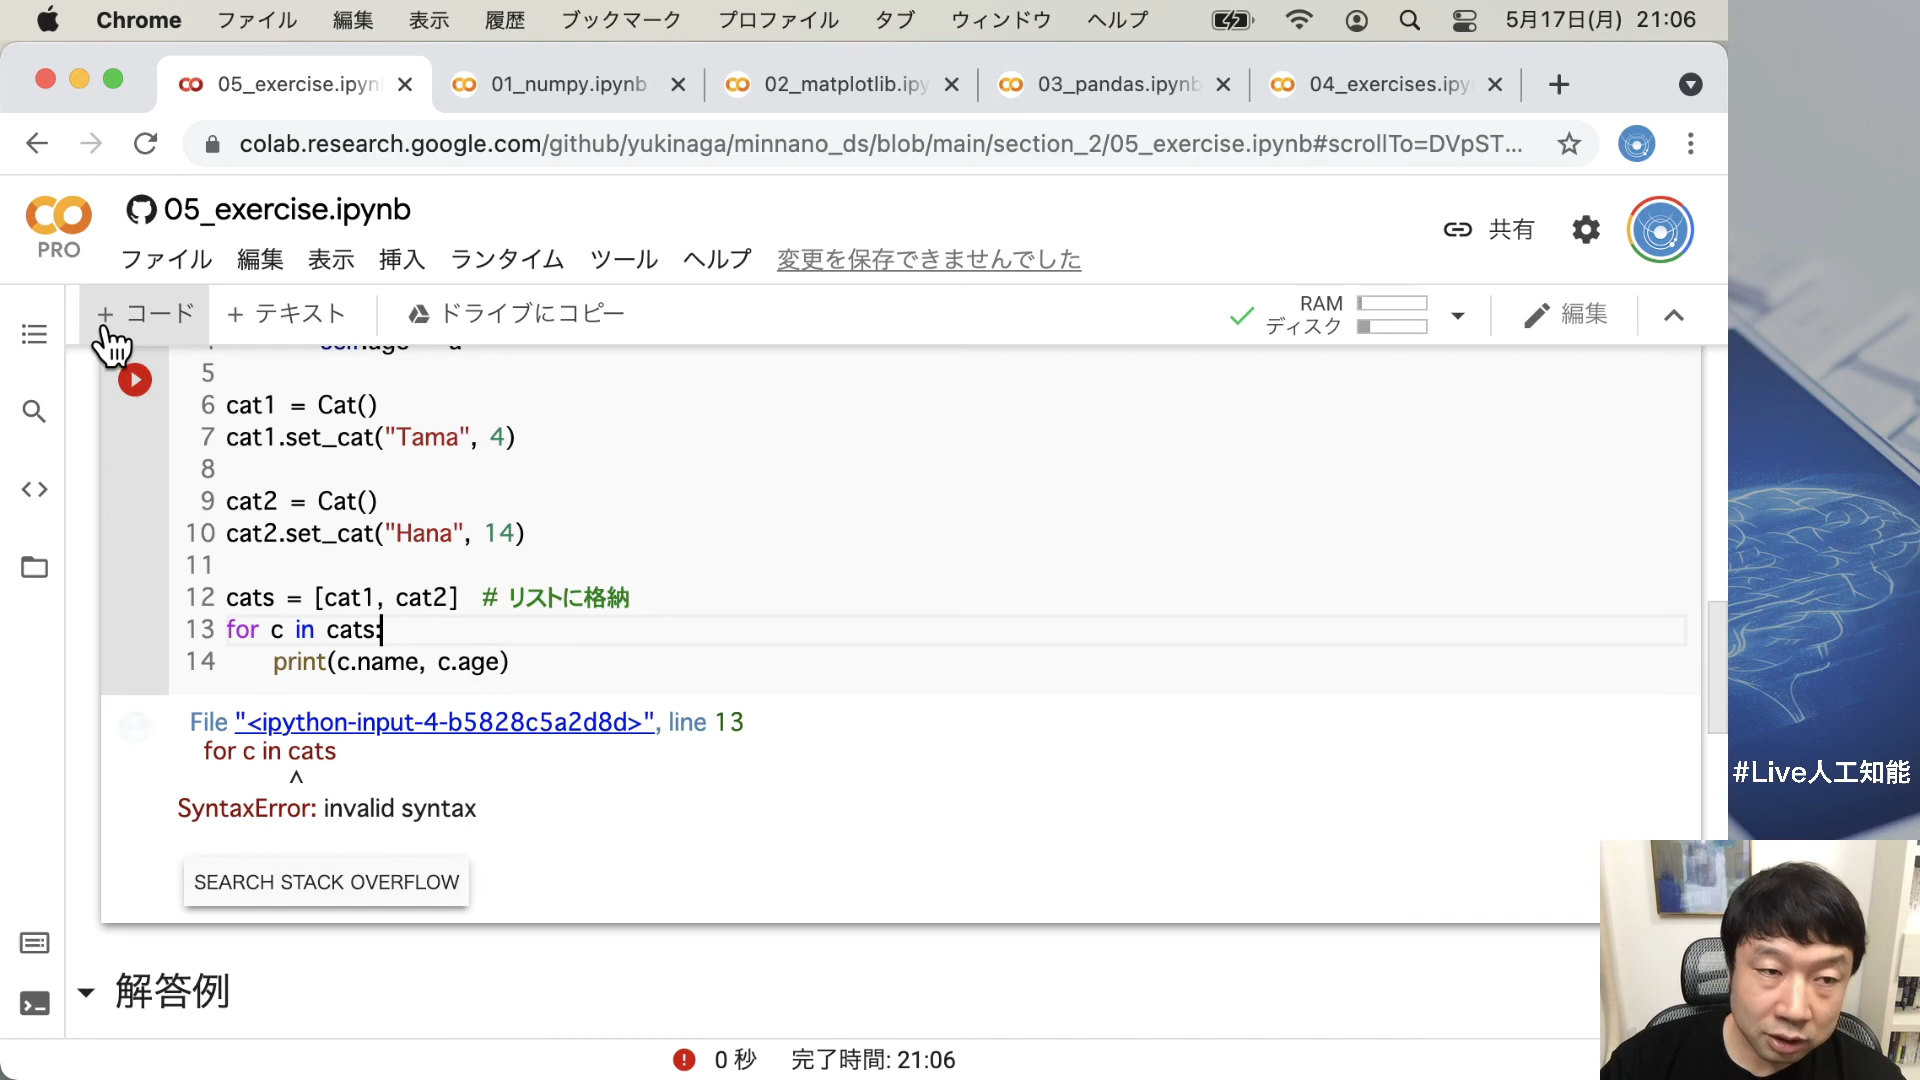 Chrome ファイル 編集 表示 履歴 ブックマーク プロファイル タブ ウィンドウ ヘルプ 5月17日(月) 21:06
05_exercise.ipyn 01_numpy.ipynb 02_matplotlib.ipy 03_pandas.ipynb 04_exercises.ipy
colab.research.google.com/github/yukinaga/minnano_ds/blob/main/section_2/05_exercise.ipynb#scrollTo=DVpST...
PRO
05_exercise.ipynb
共有
ファイル 編集 表示 挿入 ランタイム ツール ヘルプ 変更を保存できませんでした
+ コード + テキスト ドライブにコピー
RAM
ディスク
編集
5
6 cat1 = Cat()
7 cat1.set_cat("Tama", 4)
8
9 cat2 = Cat()
10 cat2.set_cat("Hana", 14)
11
12 cats = [cat1, cat2] # リストに格納
13 for c in cats:
14 print(c.name, c.age)
File "<ipython-input-4-b5828c5a2d8d>", line 13
for c in cats
^
SyntaxError: invalid syntax
SEARCH STACK OVERFLOW
解答例
0 秒 完了時間: 21:06
#Live人工知能